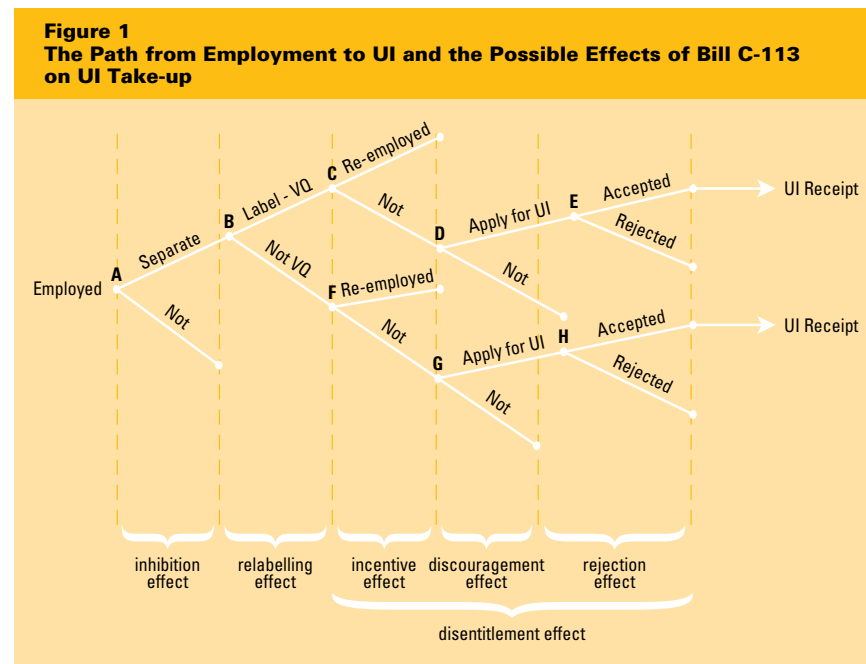 Figure 1
The Path from Employment to UI and the Possible Effects of Bill C-113
on UI Take-up
Employed
A
Separate
Not
B
Label - VQ
Not VQ
C
Re-employed
Not
D
Apply for UI
Not
E
Accepted
Rejected
UI Receipt
F
Re-employed
Not
G
Apply for UI
Not
H
Accepted
Rejected
UI Receipt
inhibition
effect
relabelling
effect
incentive
effect
discouragement
effect
rejection
effect
disentitlement effect